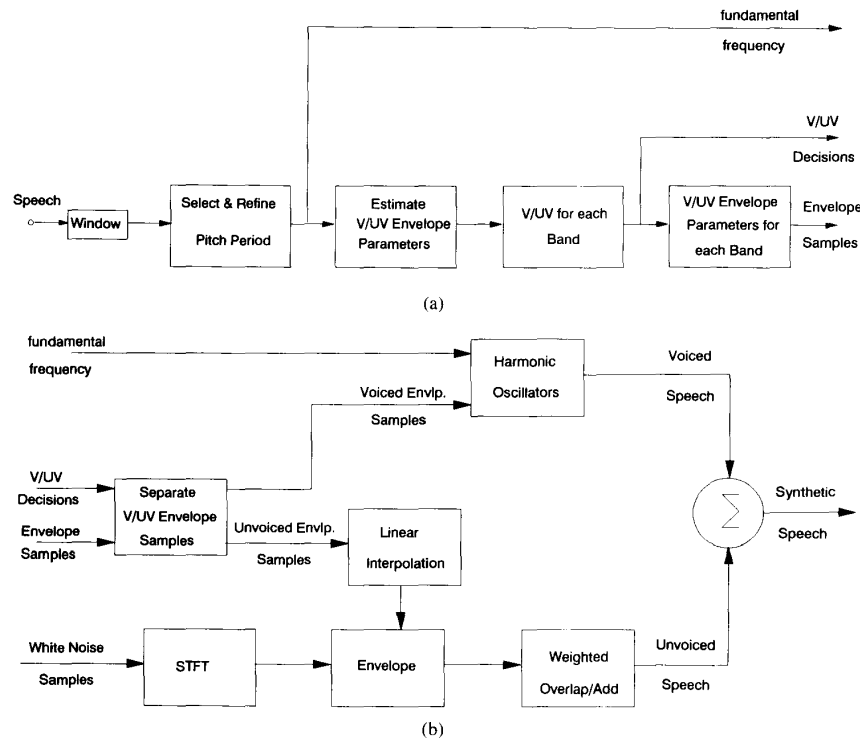 fundamental
frequency
V/UV
Decisions
Speech
Window
Select & Refine
Pitch Period
Estimate
V/UV Envelope
Parameters
V/UV for each
Band
V/UV Envelope
Parameters for
each Band
Envelope
Samples
(a)
fundamental
frequency
Harmonic
Oscillators
Voiced
Speech
Voiced Envlp.
Samples
V/UV
Decisions
Envelope
Samples
Separate
V/UV Envelope
Samples
Unvoiced Envlp.
Samples
Linear
Interpolation
Σ
Synthetic
Speech
White Noise
Samples
STFT
Envelope
Weighted
Overlap/Add
Unvoiced
Speech
(b)